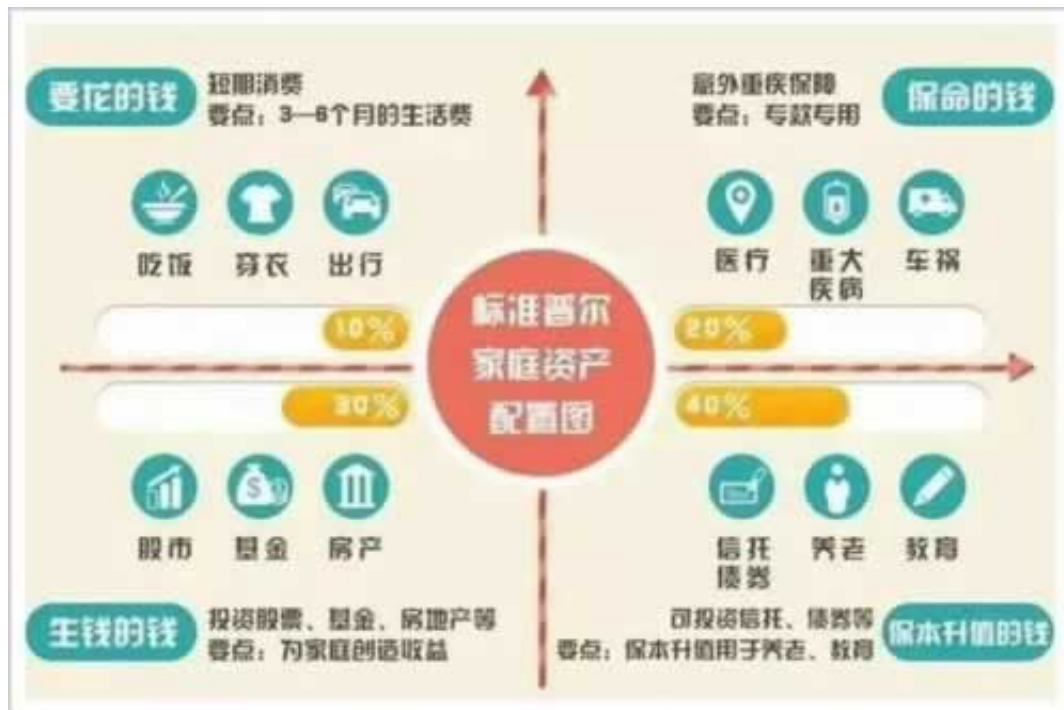 要花的钱
短期消费
要点：3—6个月的生活费
意外重疾保障
要点：专款专用
保命的钱
吃饭
穿衣
出行
医疗
重大
疾病
车祸
10%
20%
标准普尔
家庭资产
配置图
30%
40%
股市
基金
房产
信托
债券
养老
教育
生钱的钱
投资股票、基金、房地产等
要点：为家庭创造收益
可投资信托、债券等
要点：保本升值用于养老、教育
保本升值的钱